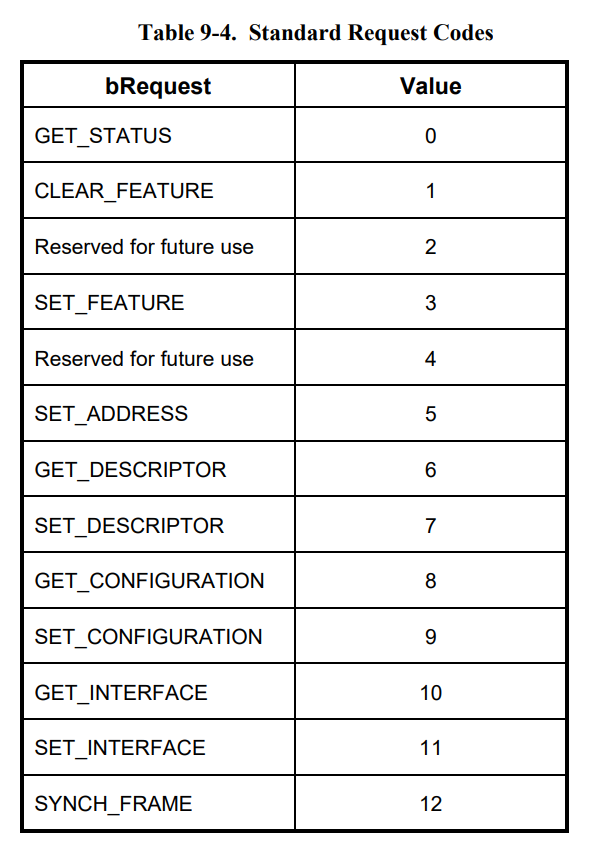 Table 9-4. Standard Request Codes
bRequest Value
GET_STATUS 0
CLEAR_FEATURE 1
Reserved for future use 2
SET_FEATURE 3
Reserved for future use 4
SET_ADDRESS 5
GET_DESCRIPTOR 6
SET_DESCRIPTOR 7
GET_CONFIGURATION 8
SET_CONFIGURATION 9
GET_INTERFACE 10
SET_INTERFACE 11
SYNCH_FRAME 12